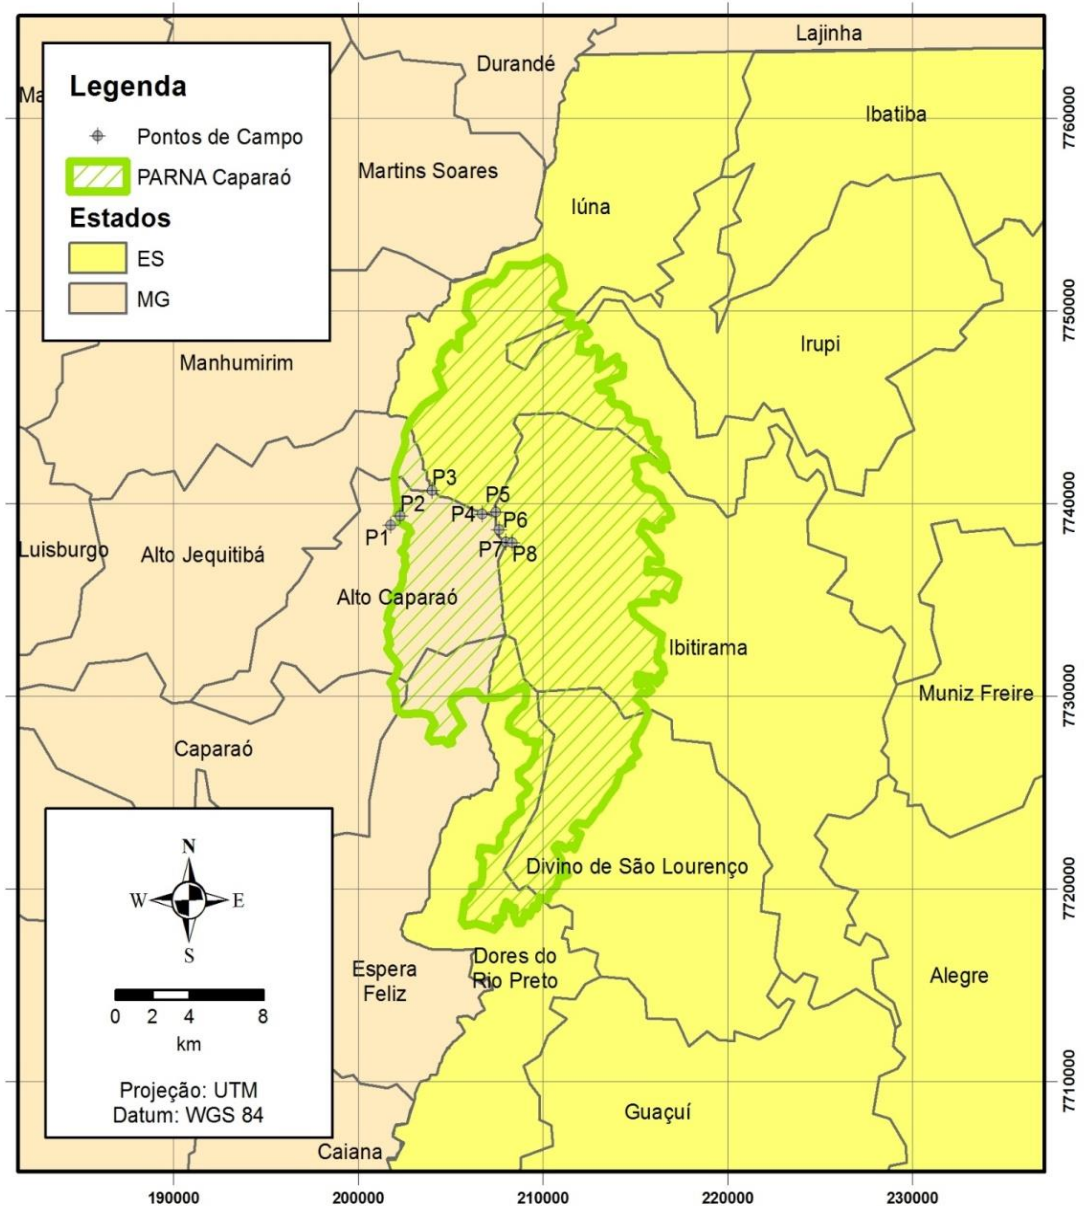 Lajinha
Durandé
Ma
Legenda
Pontos de Campo
PARNA Caparaó
Estados
ES
MG
Ibatiba
Martins Soares
Iúna
Irupi
Manhumirim
P3
P2
P5
P4
P1
P6
P7
P8
Luisburgo
Alto Jequitibá
Alto Caparaó
Ibitirama
Muniz Freire
Caparaó
Divino de São Lourenço
N
W
E
S
0 2 4 8
km
Projeção: UTM
Datum: WGS 84
Espera
Feliz
Dores do
Rio Preto
Alegre
Guaçuí
Caiana
7760000
7750000
7740000
7730000
7720000
7710000
190000 200000 210000 220000 230000